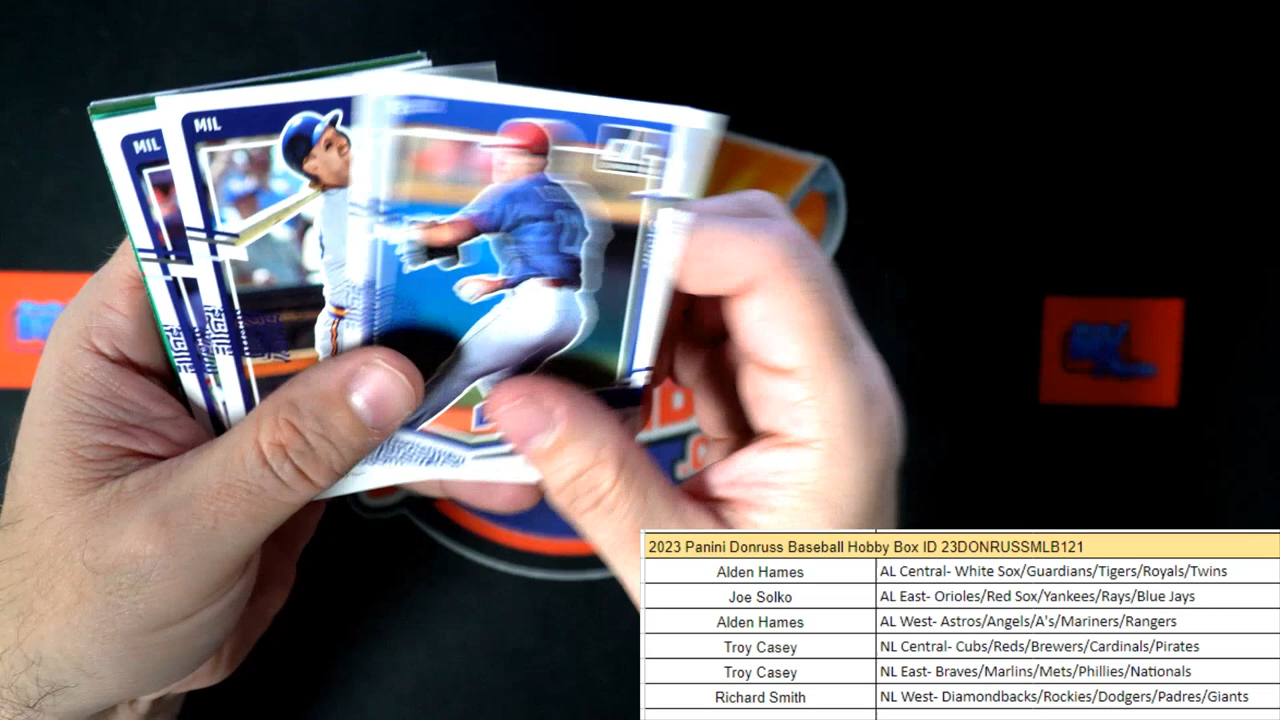 MIL
MIL
2023 Panini Donruss Baseball Hobby Box ID 23DONRUSSMLB121
Alden Hames AL Central- White Sox/Guardians/Tigers/Royals/Twins
Joe Solko AL East- Orioles/Red Sox/Yankees/Rays/Blue Jays
Alden Hames AL West- Astros/Angels/A's/Mariners/Rangers
Troy Casey NL Central- Cubs/Reds/Brewers/Cardinals/Pirates
Troy Casey NL East- Braves/Marlins/Mets/Phillies/Nationals
Richard Smith NL West- Diamondbacks/Rockies/Dodgers/Padres/Giants